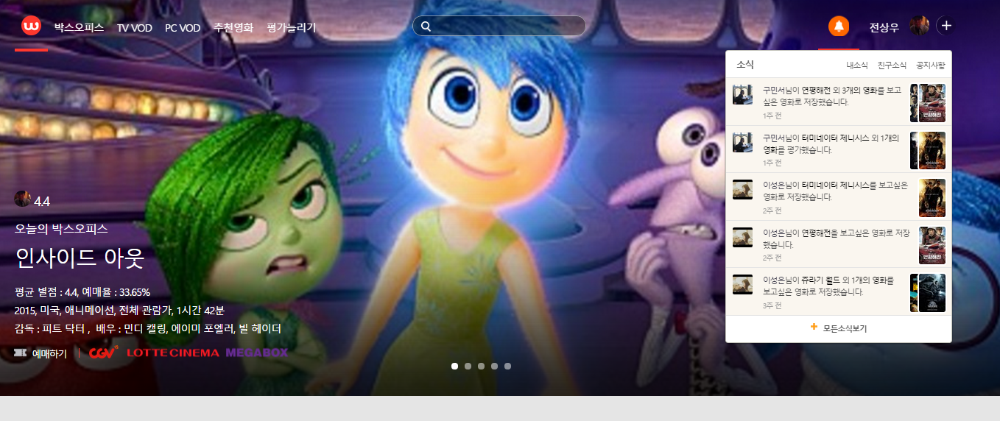 w 박스오피스 TV VOD PC VOD 추천영화 평가늘리기 전상우
4.4
오늘의 박스오피스
인사이드 아웃
평균 별점 : 4.4, 예매율 : 33.65%
2015, 미국, 애니메이션, 전체 관람가, 1시간 42분
감독 : 피트 닥터 , 배우 : 민디 캘링, 에이미 포엘러, 빌 헤이더
예매하기 | CGV LOTTE CINEMA MEGABOX
소식 내소식 친구소식 공지사항
구민서님이 연평해전 외 3개의 영화를 보고
싶은 영화로 저장했습니다.
1주 전
연평해전
구민서님이 터미네이터 제니시스 외 1개의
영화를 평가했습니다.
1주 전
이성은님이 터미네이터 제니시스를 보고싶은
영화로 저장했습니다.
2주 전
이성은님이 연평해전을 보고싶은 영화로 저장
했습니다.
2주 전
연평해전
이성은님이 쥬라기 월드 외 1개의 영화를
보고싶은 영화로 저장했습니다.
3주 전
모든소식보기